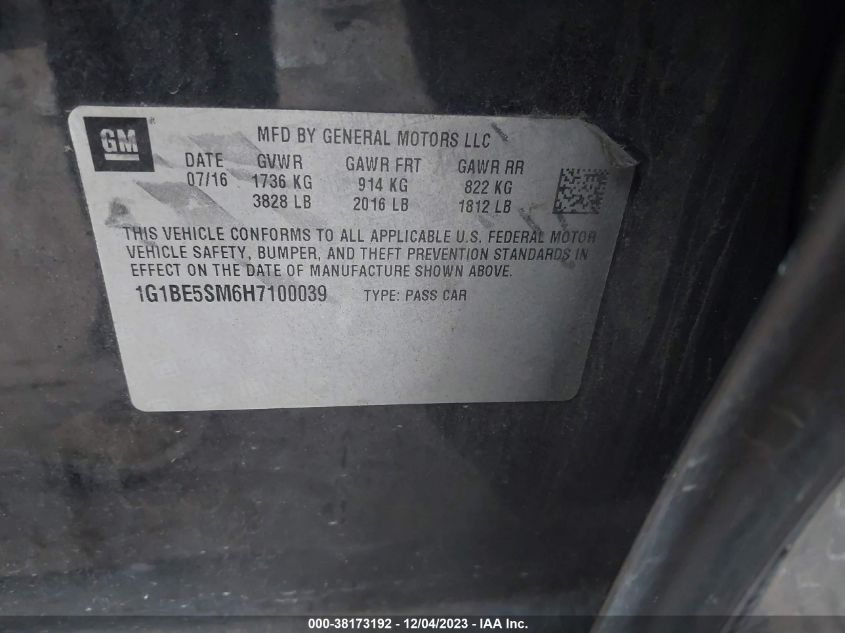 GM
MFD BY GENERAL MOTORS LLC
DATE GVWR GAWR FRT GAWR RR
07/16 1736 KG 914 KG 822 KG
3828 LB 2016 LB 1812 LB
THIS VEHICLE CONFORMS TO ALL APPLICABLE U.S. FEDERAL MOTOR
VEHICLE SAFETY, BUMPER, AND THEFT PREVENTION STANDARDS IN
EFFECT ON THE DATE OF MANUFACTURE SHOWN ABOVE.
1G1BE5SM6H7100039 TYPE: PASS CAR
000-38173192 - 12/04/2023 - IAA Inc.